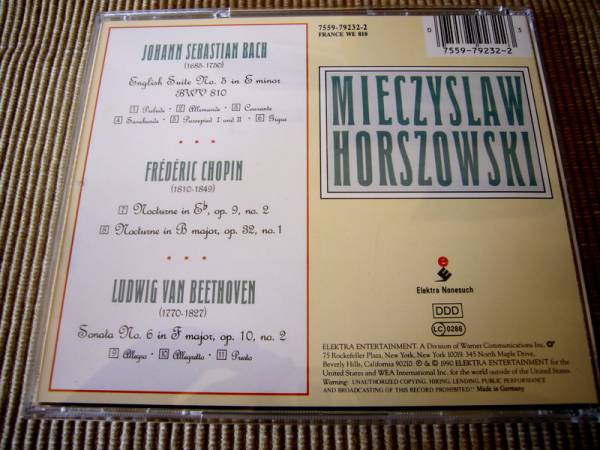 JOHANN SEBASTIAN BACH
(1685-1750)
English Suite No. 5 in E minor
BWV 810
1 Prelude · 2 Allemande · 3 Courante
4 Sarabande · 5 Passepied I and II · 6 Gigue
FRÉDÉRIC CHOPIN
(1810-1849)
7 Nocturne in E♭, op. 9, no. 2
8 Nocturne in B major, op. 32, no. 1
LUDWIG VAN BEETHOVEN
(1770-1827)
Sonata No. 6 in F major, op. 10, no. 2
9 Allegro · 10 Allegretto · 11 Presto
7559-79232-2
FRANCE WE 810
0 7559-79232-2 3
MIECZYSLAW
HORSZOWSKI
e
Elektra Nonesuch
DDD
LC 0286
ELEKTRA ENTERTAINMENT. A Division of Warner Communications Inc.
75 Rockefeller Plaza, New York, New York 10019. 345 North Maple Drive,
Beverly Hills, California 90210. ℗ & © 1990 ELEKTRA ENTERTAINMENT for the
United States and WEA International Inc. for the world outside of the United States.
Warning: UNAUTHORIZED COPYING, HIRING, LENDING, PUBLIC PERFORMANCE
AND BROADCASTING OF THIS RECORD PROHIBITED!! Made in Germany